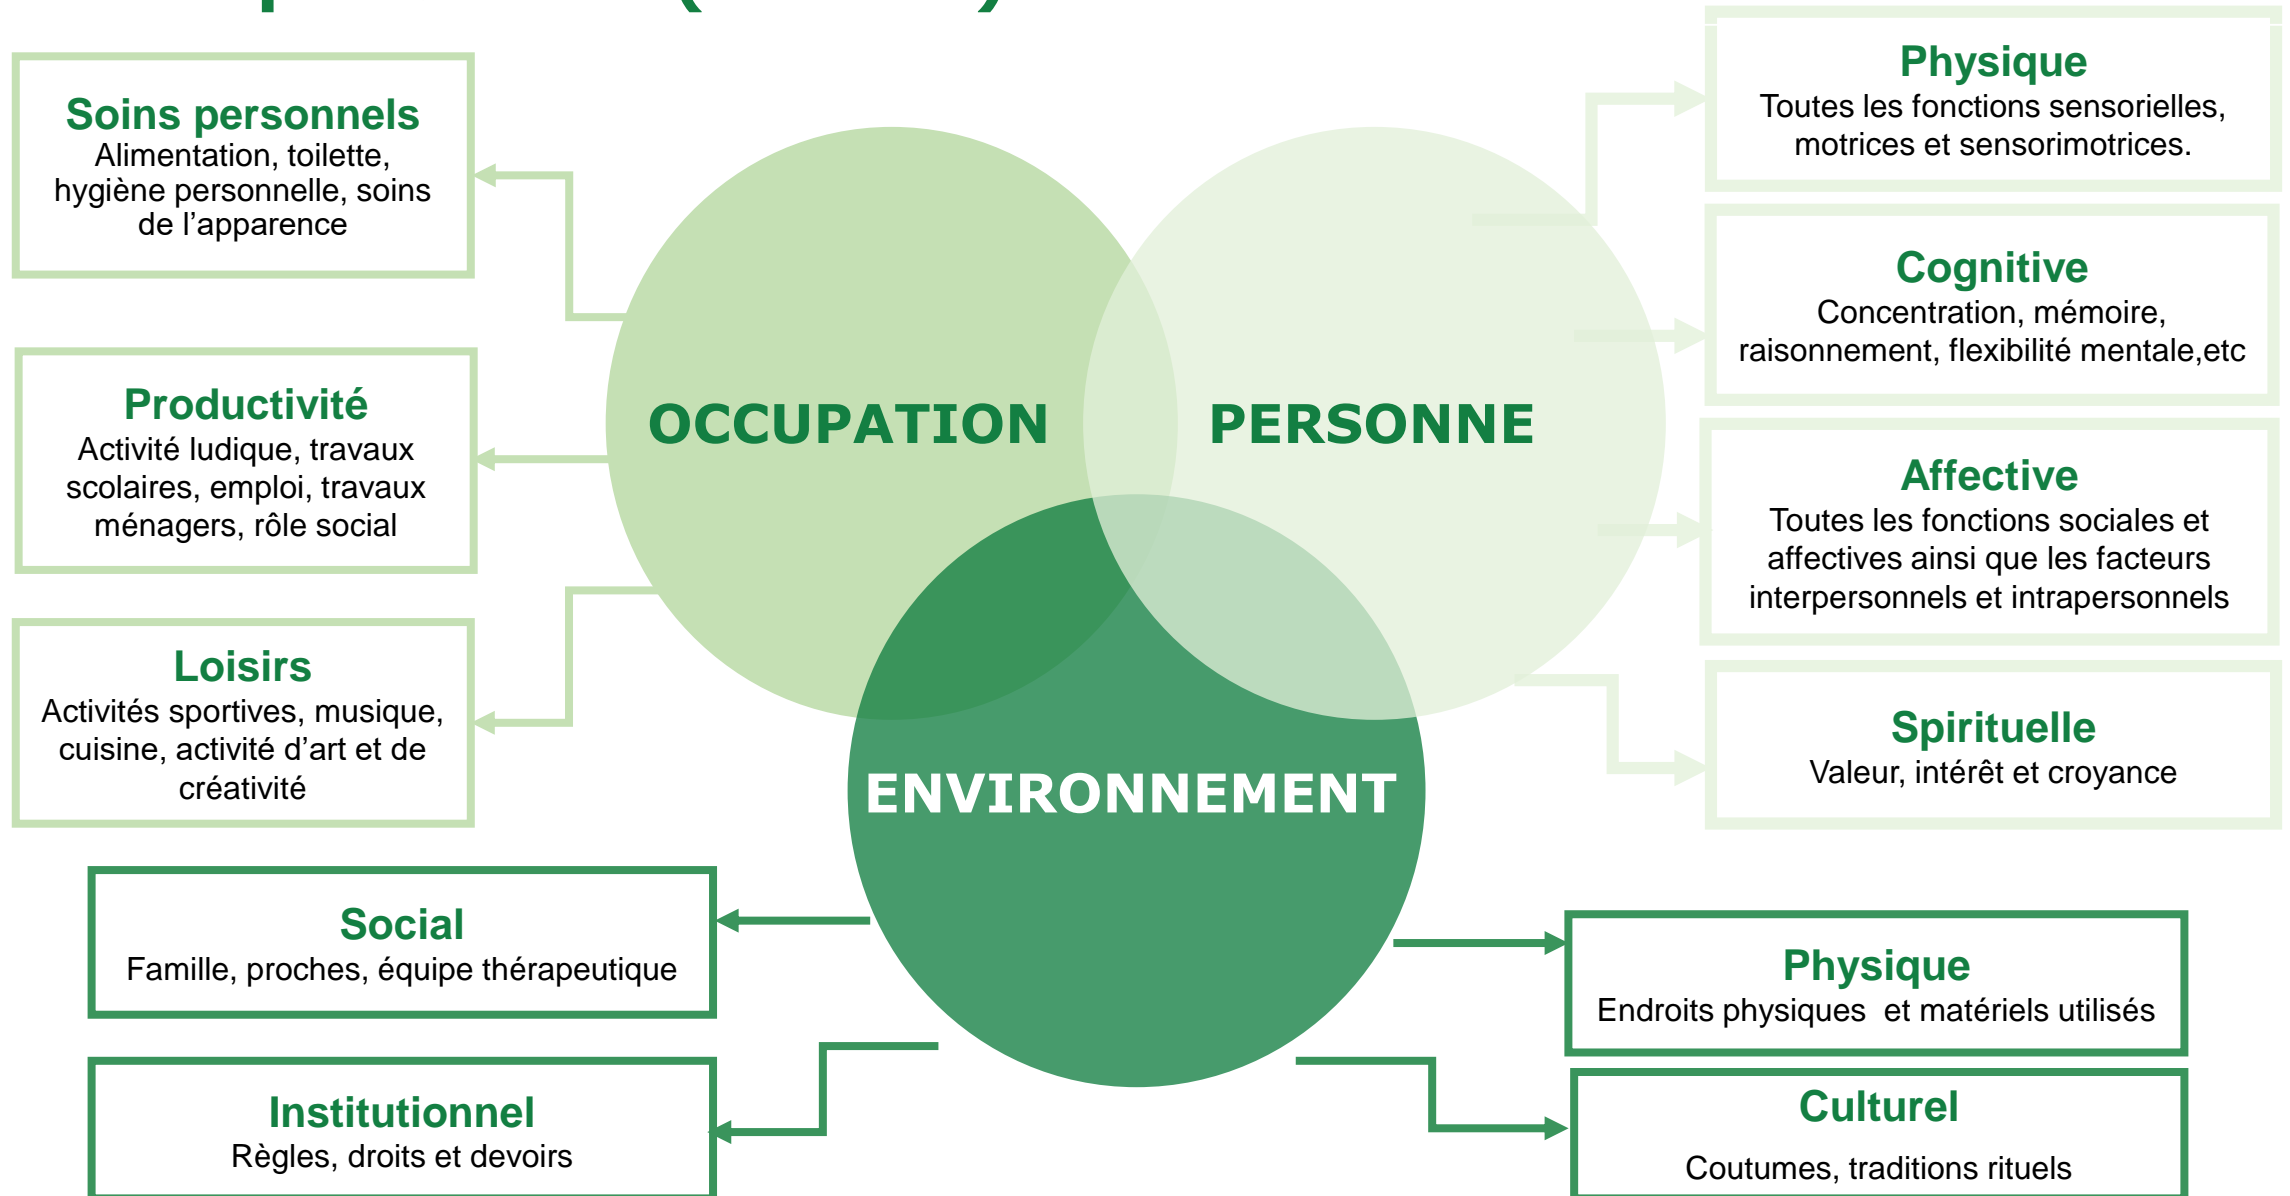 Soins personnels
Alimentation, toilette,
hygiène personnelle, soins
de l’apparence
Productivité
Activité ludique, travaux
scolaires, emploi, travaux
ménagers, rôle social
Loisirs
Activités sportives, musique,
cuisine, activité d’art et de
créativité
OCCUPATION
PERSONNE
ENVIRONNEMENT
Physique
Toutes les fonctions sensorielles,
motrices et sensorimotrices.
Cognitive
Concentration, mémoire,
raisonnement, flexibilité mentale,etc
Affective
Toutes les fonctions sociales et
affectives ainsi que les facteurs
interpersonnels et intrapersonnels
Spirituelle
Valeur, intérêt et croyance
Social
Famille, proches, équipe thérapeutique
Institutionnel
Règles, droits et devoirs
Physique
Endroits physiques  et matériels utilisés
Culturel
Coutumes, traditions rituels